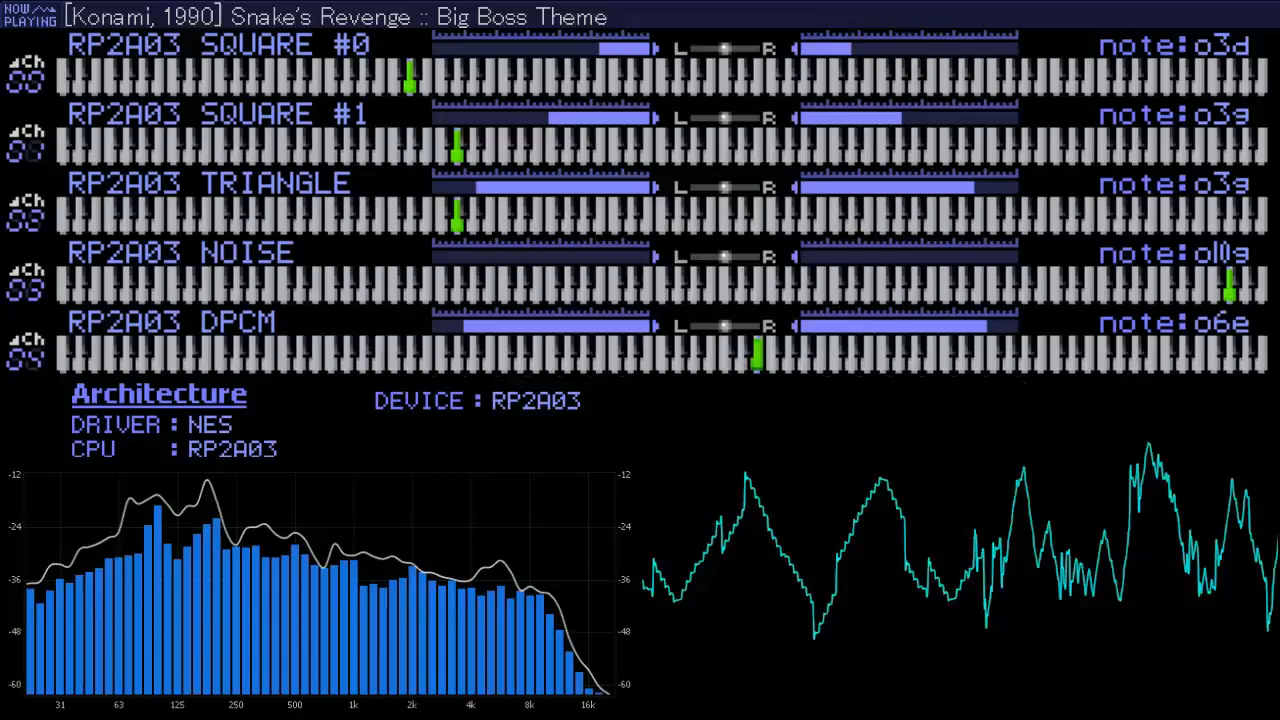 NOW PLAYING [Konami, 1990] Snake's Revenge :: Big Boss Theme
RP2A03 SQUARE #0 L R note:o3d
Ch 00
RP2A03 SQUARE #1 L R note:o3g
Ch 01
RP2A03 TRIANGLE L R note:o3g
Ch 02
RP2A03 NOISE L R note:o10g
Ch 03
RP2A03 DPCM L R note:o6e
Ch 04
Architecture
DEVICE : RP2A03
DRIVER : NES
CPU : RP2A03
-12 -12
-24 -24
-36 -36
-48 -48
-60 -60
31 63 125 250 500 1k 2k 4k 8k 16k